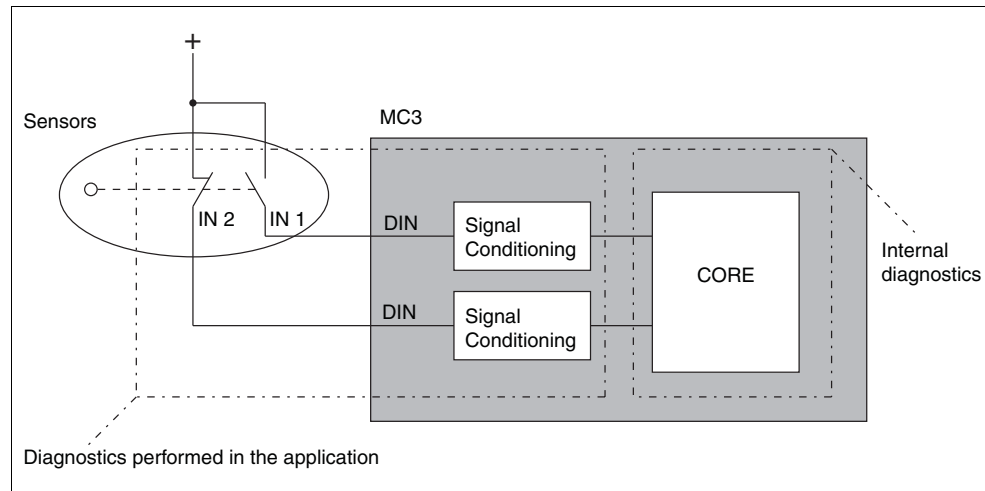 +
MC3
Sensors
IN 2
IN 1
DIN
Signal
Conditioning
DIN
Signal
Conditioning
CORE
Internal
diagnostics
Diagnostics performed in the application